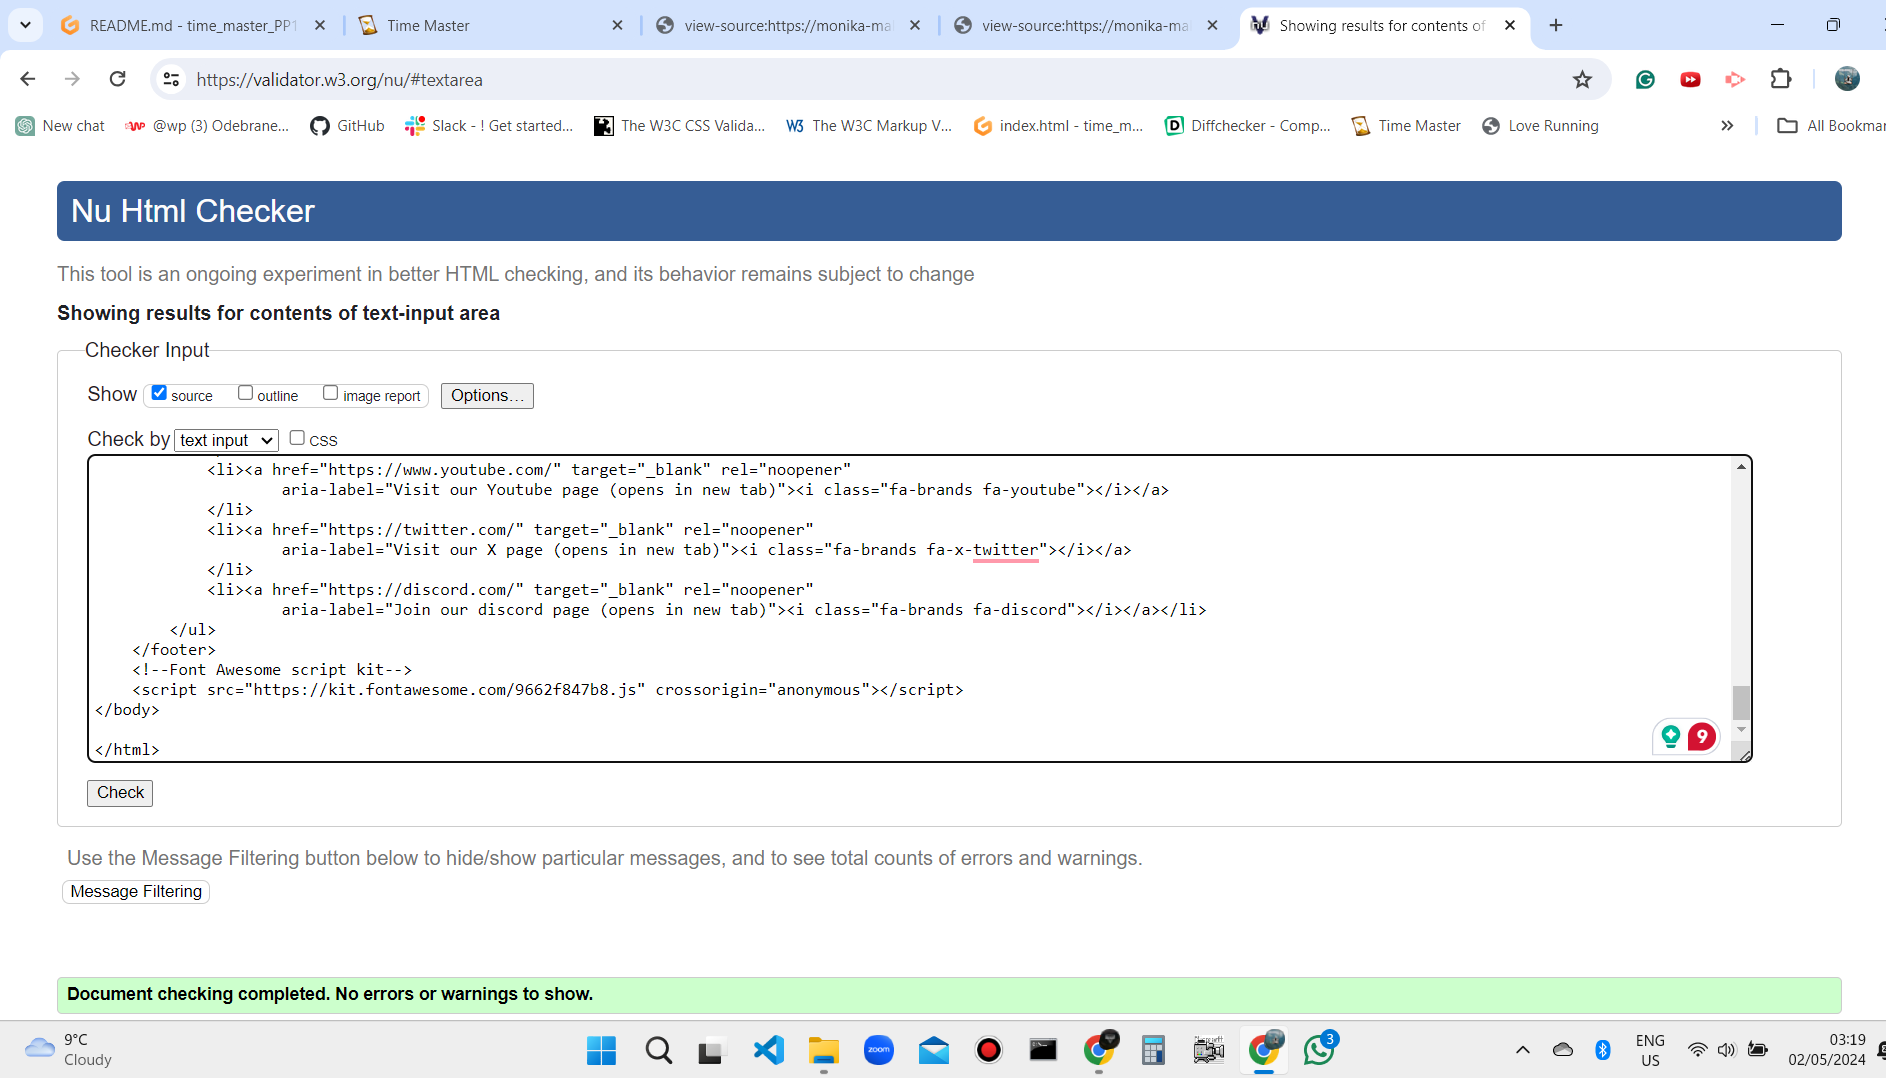 README.md - time_master_PP1
Time Master
view-source:https://monika-ma
view-source:https://monika-ma
Showing results for contents of
https://validator.w3.org/nu/#textarea
New chat
@wp (3) Odebrane...
GitHub
Slack - ! Get started...
The W3C CSS Valida...
W3 The W3C Markup V...
index.html - time_m...
Diffchecker - Comp...
Time Master
Love Running
All Bookmar
Nu Html Checker
This tool is an ongoing experiment in better HTML checking, and its behavior remains subject to change
Showing results for contents of text-input area
Checker Input
Show source outline image report Options...
Check by text input CSS
<li><a href="https://www.youtube.com/" target="_blank" rel="noopener"
aria-label="Visit our Youtube page (opens in new tab)"><i class="fa-brands fa-youtube"></i></a>
</li>
<li><a href="https://twitter.com/" target="_blank" rel="noopener"
aria-label="Visit our X page (opens in new tab)"><i class="fa-brands fa-x-twitter"></i></a>
</li>
<li><a href="https://discord.com/" target="_blank" rel="noopener"
aria-label="Join our discord page (opens in new tab)"><i class="fa-brands fa-discord"></i></a></li>
</ul>
</footer>
<!--Font Awesome script kit-->
<script src="https://kit.fontawesome.com/9662f847b8.js" crossorigin="anonymous"></script>
</body>
</html>
9
Check
Use the Message Filtering button below to hide/show particular messages, and to see total counts of errors and warnings.
Message Filtering
Document checking completed. No errors or warnings to show.
9°C
Cloudy
zoom
3
ENG
US
03:19
02/05/2024